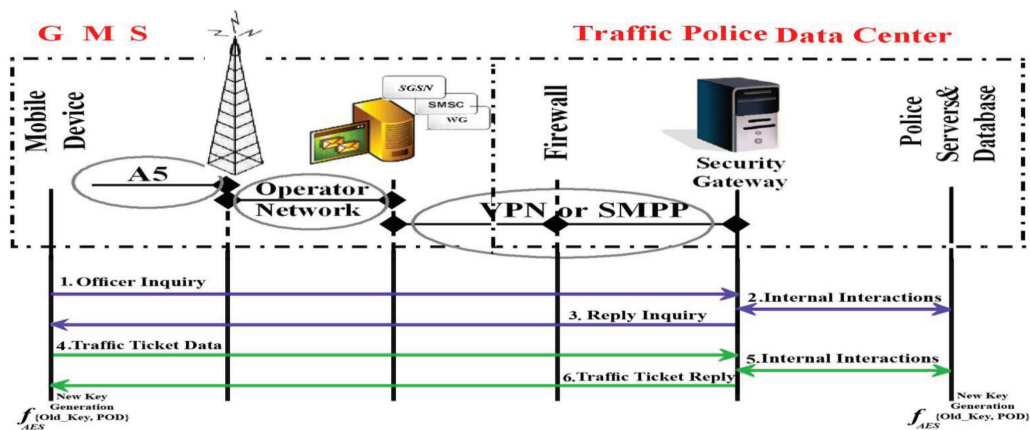 G M S
Traffic Police Data Center
Mobile
Device
SGSN
SMSC
WG
Firewall
Security
Gateway
Police
Servers&
Database
A5
Operator
Network
VPN or SMPP
1. Officer Inquiry
2.Internal Interactions
3. Reply Inquiry
4.Traffic Ticket Data
5.Internal Interactions
6.Traffic Ticket Reply
New Key
Generation
f AES {Old_Key, POD}
New Key
Generation
f AES {Old_Key, POD}